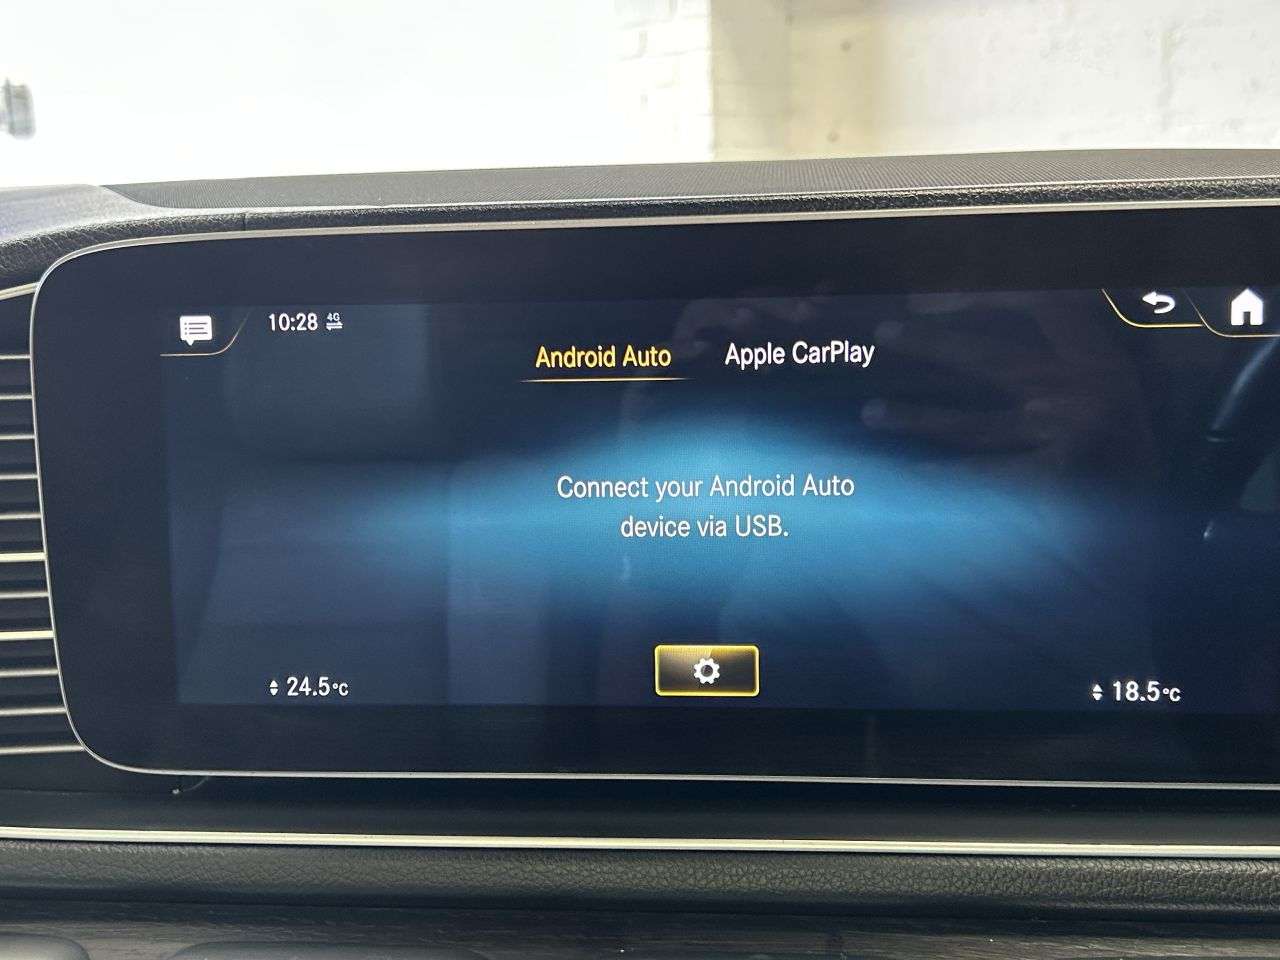 10:28 4G
Android Auto Apple CarPlay
Connect your Android Auto
device via USB.
24.5°C 18.5°C